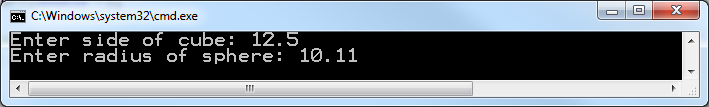 C:\Windows\system32\cmd.exe
Enter side of cube: 12.5
Enter radius of sphere: 10.11